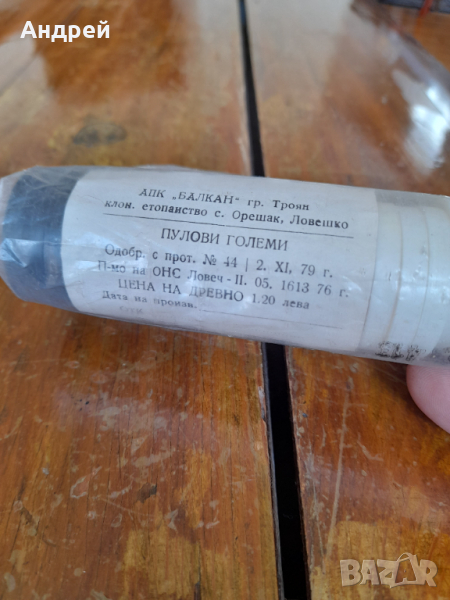 Андрей
АПК „БАЛКАН" гр. Троян
клон. стопанство с. Орешак, Ловешко
ПУЛОВИ ГОЛЕМИ
Одобр. с прот. № 44 | 2. XI, 79 г.
П-мо на ОНС Ловеч - II. 05. 1613 76 г.
ЦЕНА НА ДРЕБНО 1.20 лева
Дата на произв.
BAZAR